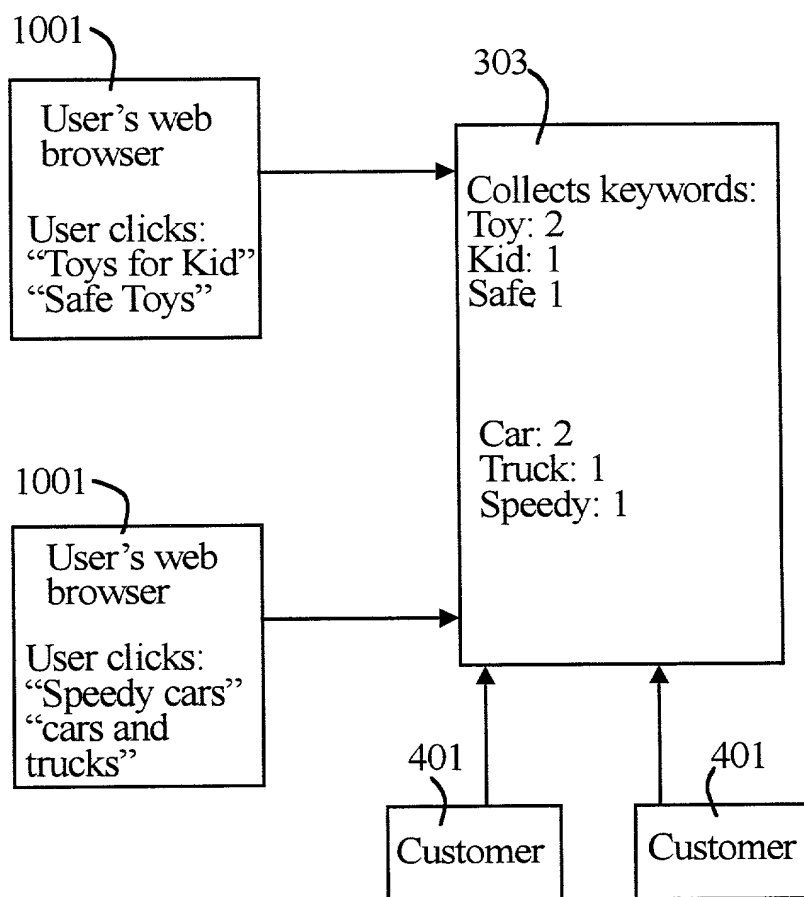 1001
User's web
browser
User clicks:
“Toys for Kid”
“Safe Toys”
303
Collects keywords:
Toy: 2
Kid: 1
Safe 1
Car: 2
Truck: 1
Speedy: 1
1001
User's web
browser
User clicks:
“Speedy cars”
“cars and
trucks”
401
Customer
401
Customer